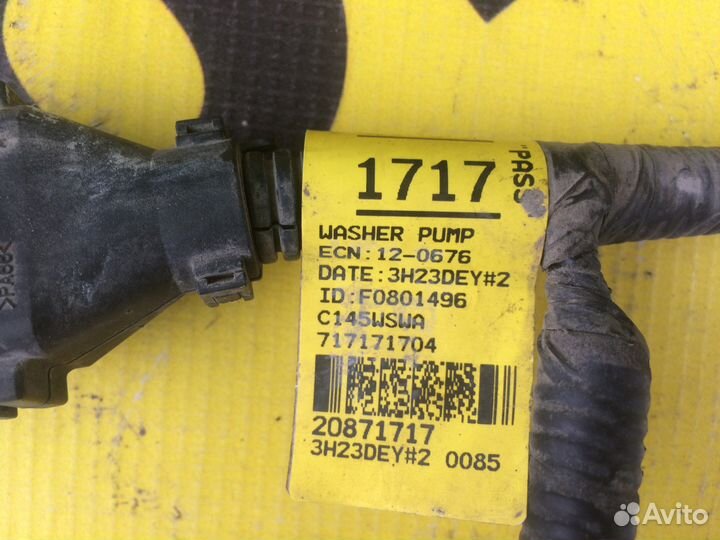 1717
"PASS
WASHER PUMP
ECN:12-0676
DATE:3H23DEY#2
ID:F0801496
C145WSWA
717171704
20871717
3H23DEY#2 0085
>PA66<
Avito